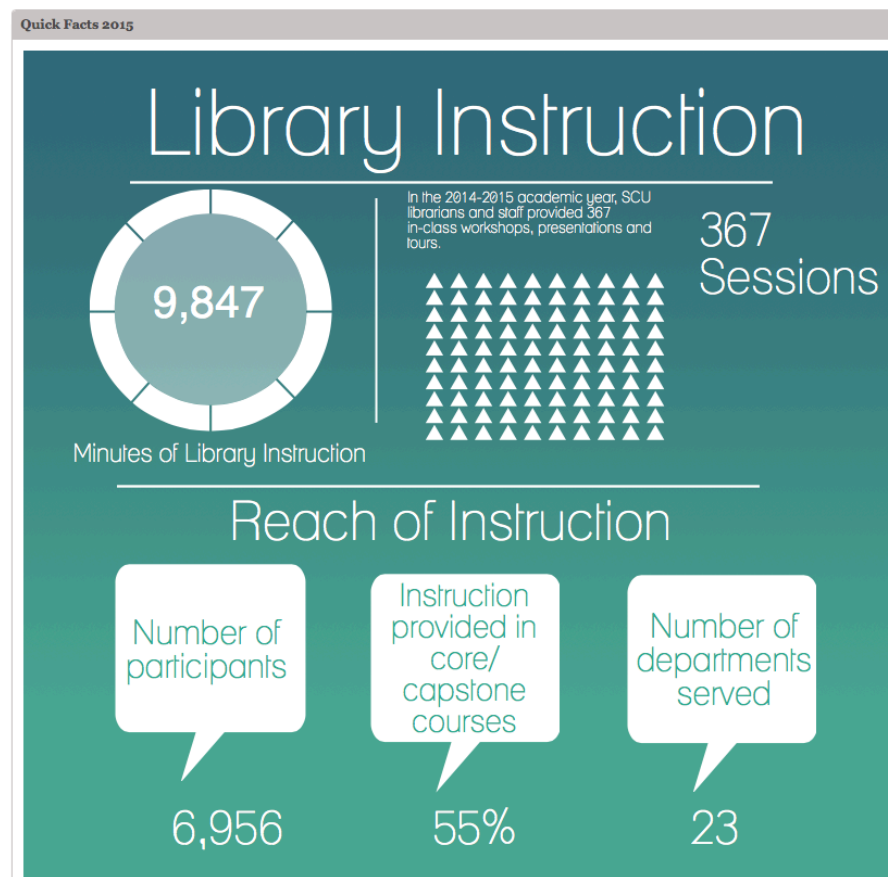 Quick Facts 2015
Library Instruction
9,847
Minutes of Library Instruction
In the 2014-2015 academic year, SCU
librarians and staff provided 367
in-class workshops, presentations and
tours.
367
Sessions
Reach of Instruction
Number of
participants
6,956
Instruction
provided in
core/
capstone
courses
55%
Number of
departments
served
23